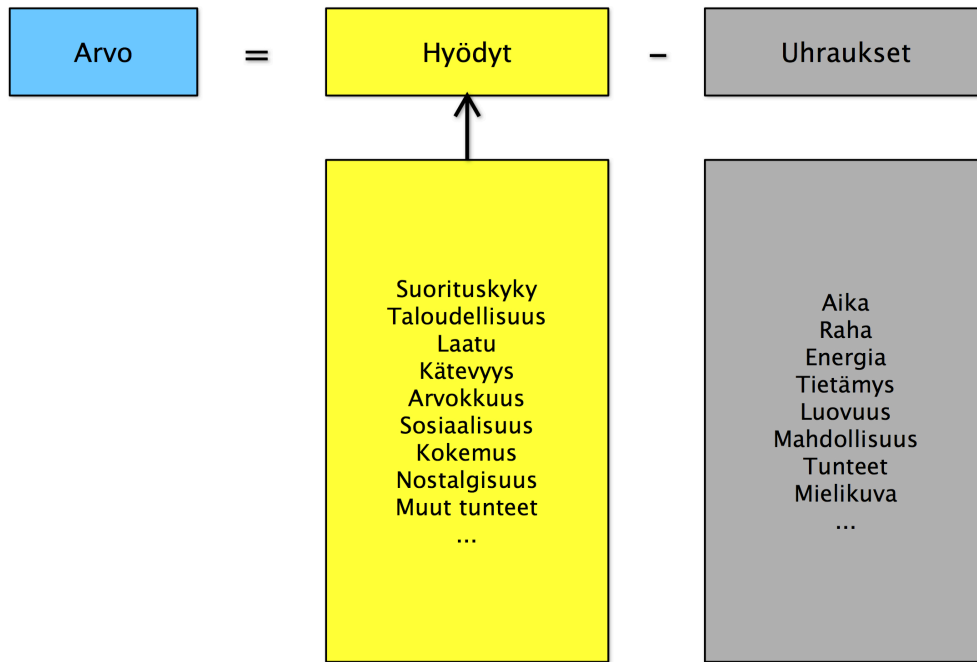 Arvo = Hyödyt - Uhraukset
Suorituskyky
Taloudellisuus
Laatu
Kätevyys
Arvokkuus
Sosiaalisuus
Kokemus
Nostalgisuus
Muut tunteet
...
Aika
Raha
Energia
Tietämys
Luovuus
Mahdollisuus
Tunteet
Mielikuva
...